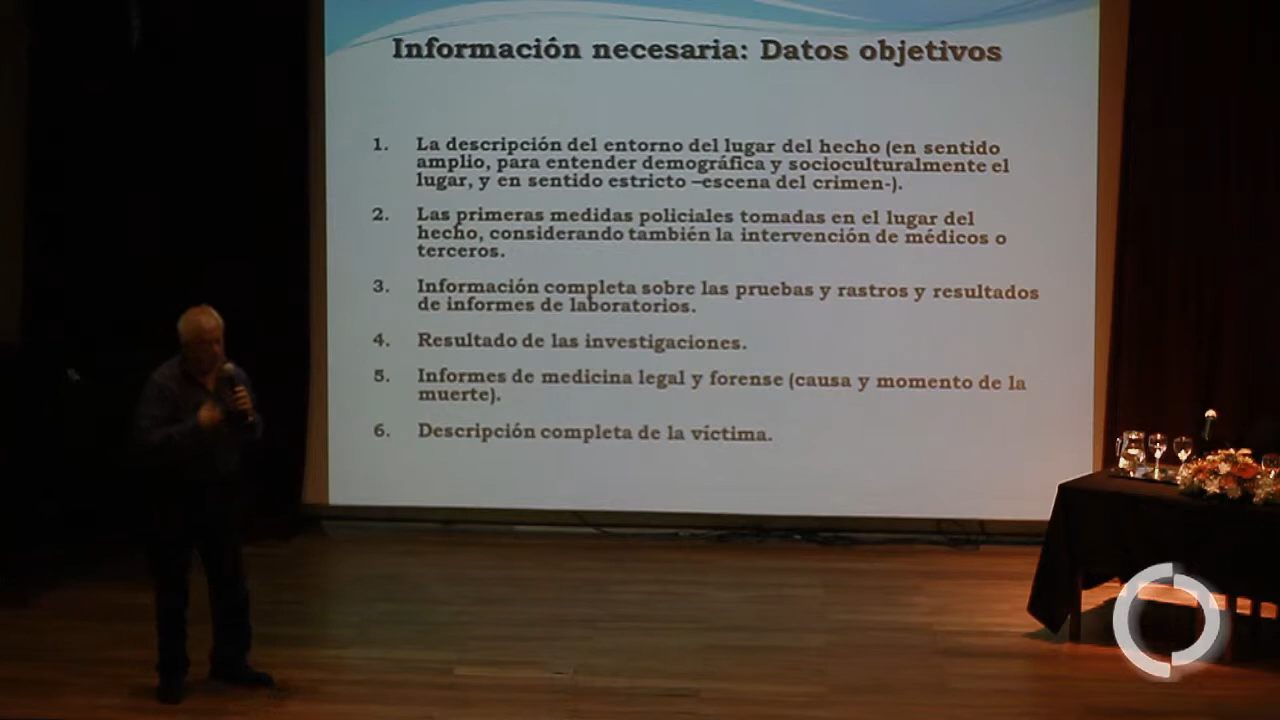 Información necesaria: Datos objetivos
1. La descripción del entorno del lugar del hecho (en sentido
amplio, para entender demográfica y socioculturalmente el
lugar, y en sentido estricto –escena del crimen-).
2. Las primeras medidas policiales tomadas en el lugar del
hecho, considerando también la intervención de médicos o
terceros.
3. Información completa sobre las pruebas y rastros y resultados
de informes de laboratorios.
4. Resultado de las investigaciones.
5. Informes de medicina legal y forense (causa y momento de la
muerte).
6. Descripción completa de la víctima.